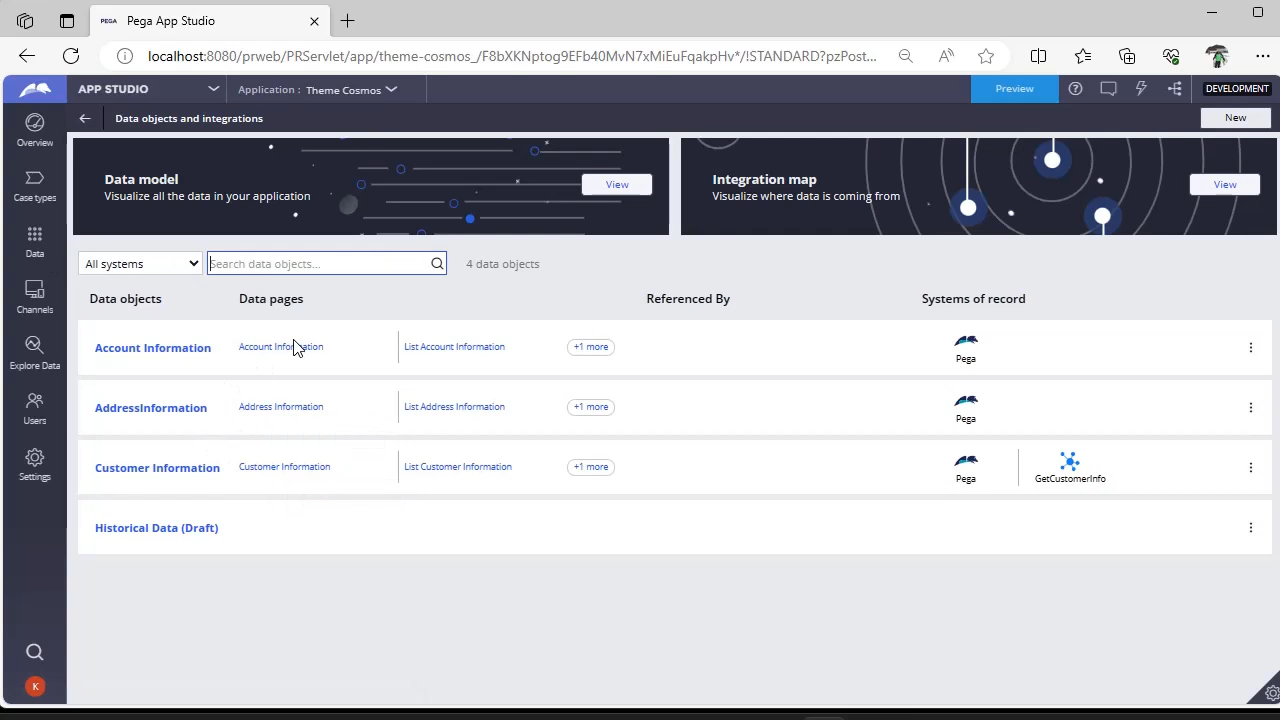 PEGA Pega App Studio
localhost:8080/prweb/PRServlet/app/theme-cosmos_/F8bXKNptog9EFb40MvN7xMiEuFqakpHv*/!STANDARD?pzPost...
APP STUDIO
Application : Theme Cosmos
Preview
DEVELOPMENT
Data objects and integrations
New
Overview
Case types
Data
Channels
Explore Data
Users
Settings
K
Data model
Visualize all the data in your application
View
Integration map
Visualize where data is coming from
View
All systems
Search data objects...
4 data objects
Data objects Data pages Referenced By Systems of record
Account Information Account Information List Account Information +1 more Pega
AddressInformation Address Information List Address Information +1 more Pega
Customer Information Customer Information List Customer Information +1 more Pega GetCustomerInfo
Historical Data (Draft)